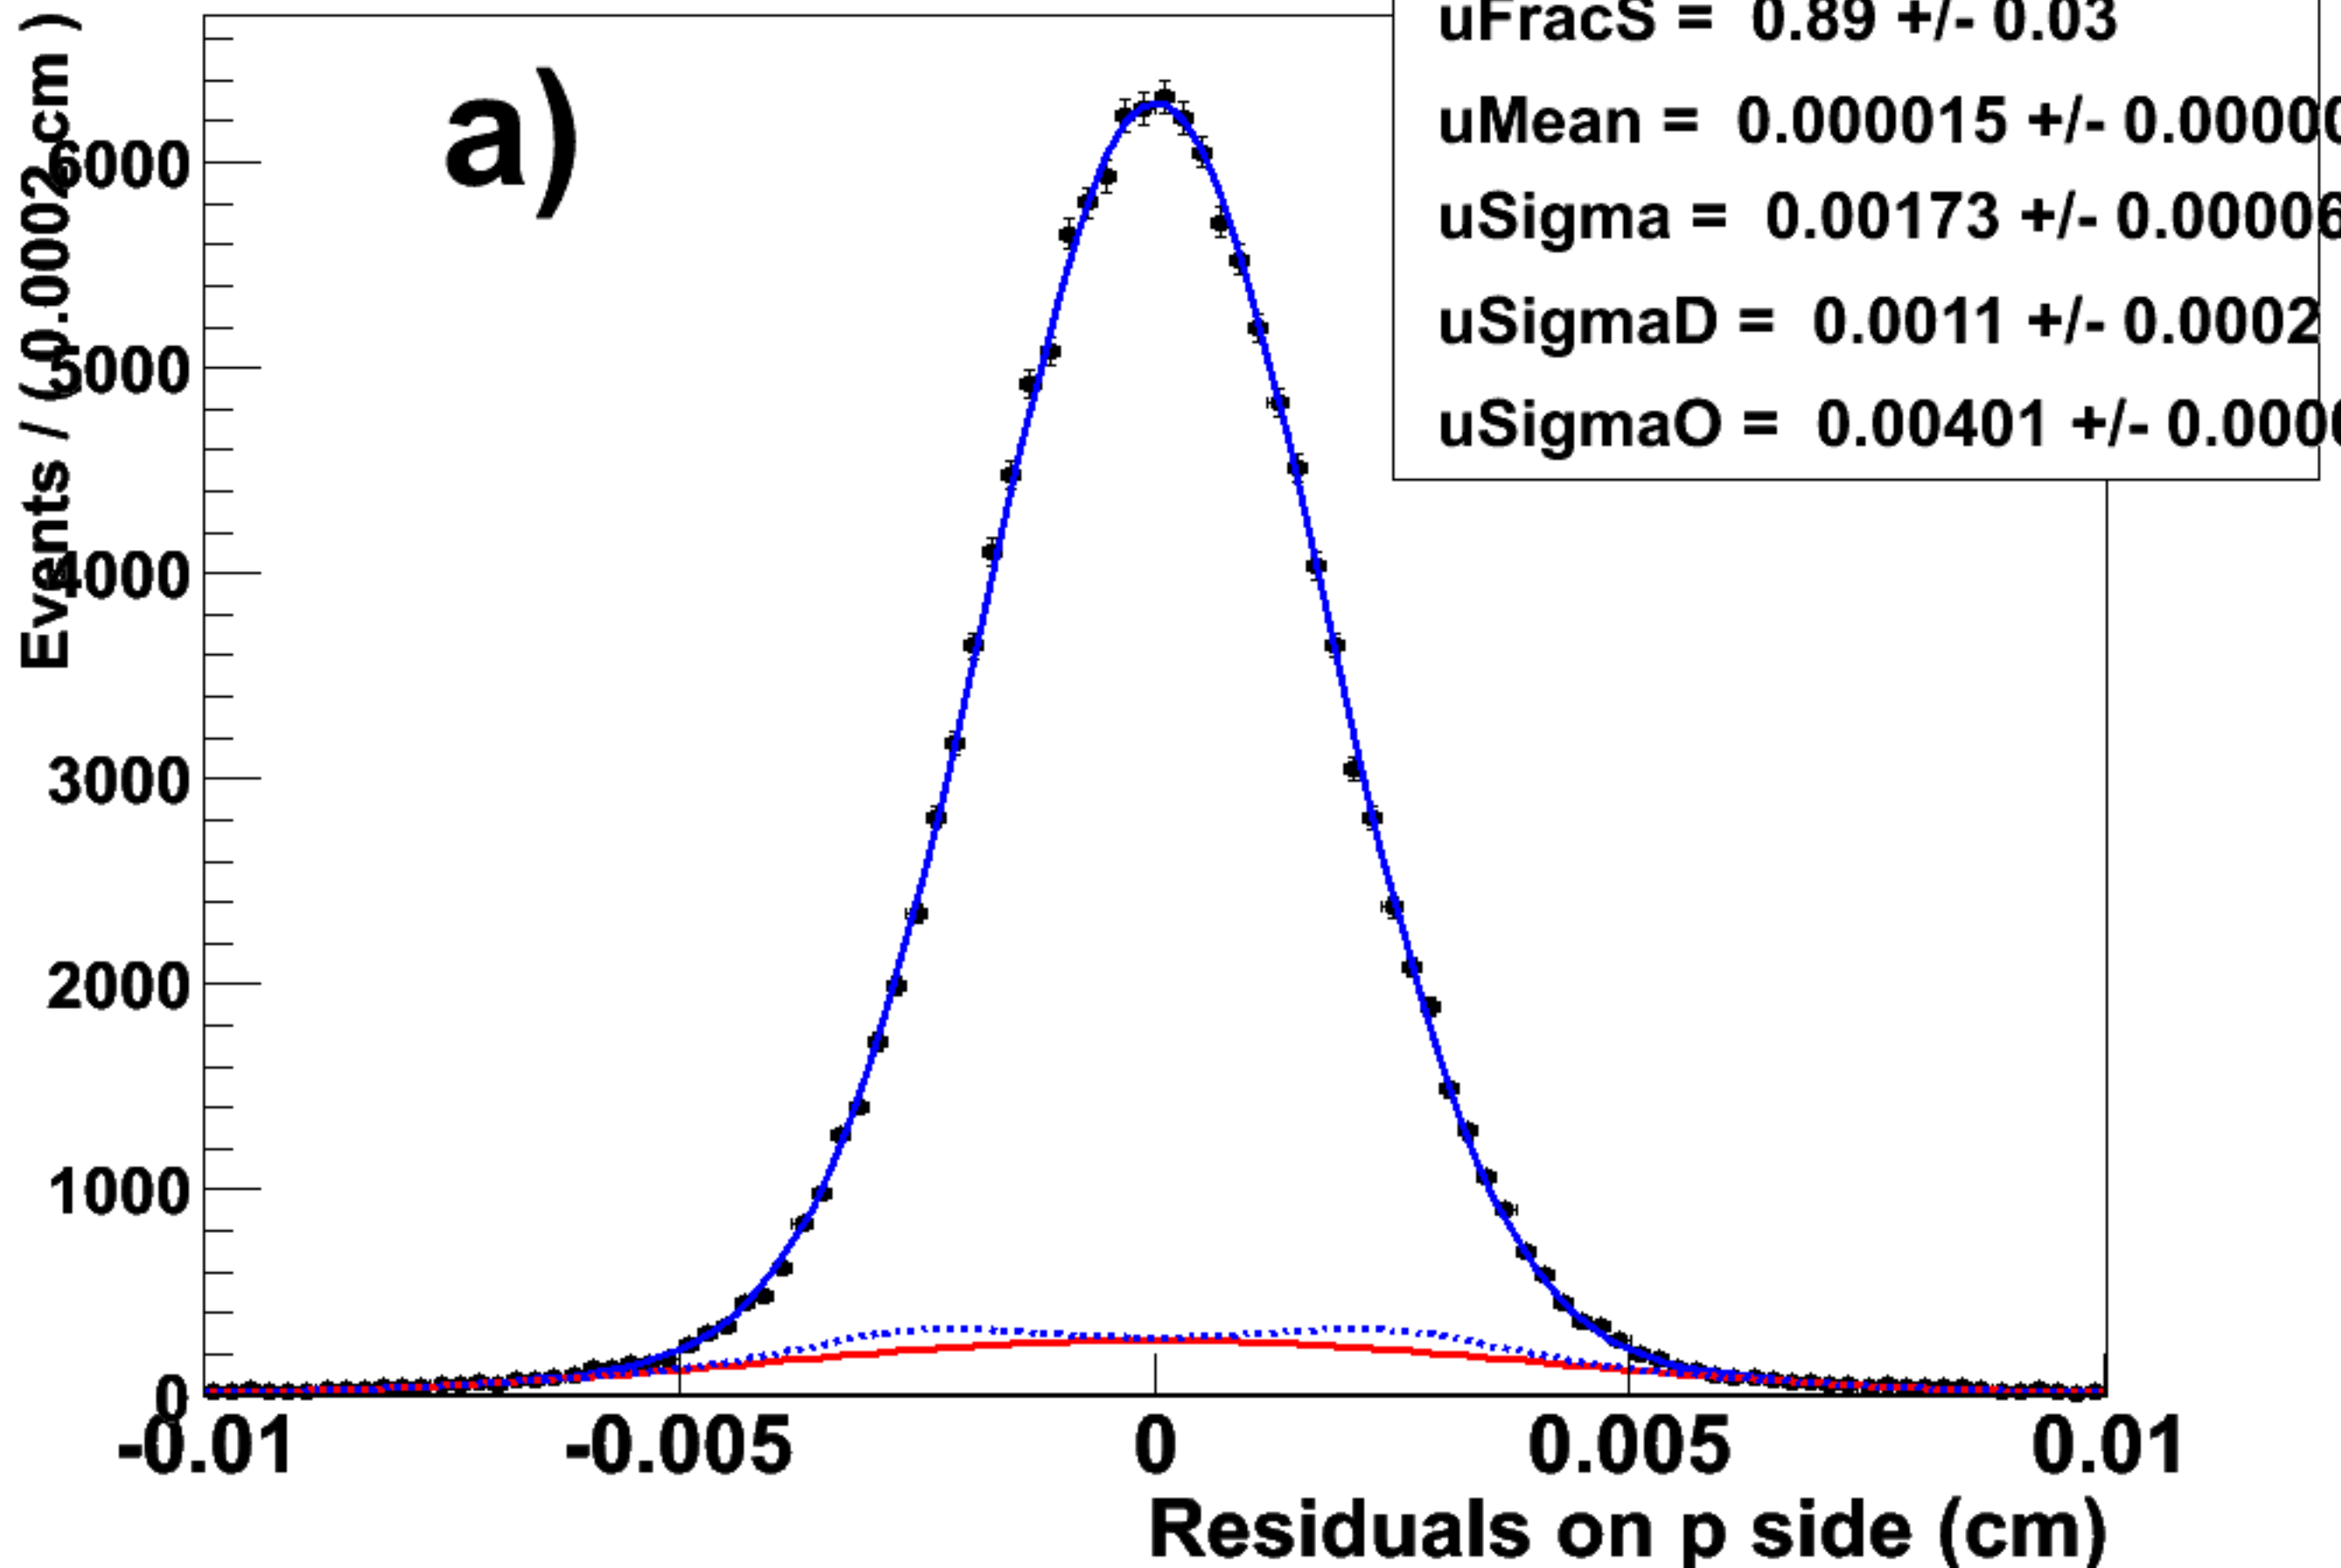 Events / ( 0.0002 cm )
a)
uFracS = 0.89 +/- 0.03
uMean = 0.000015 +/- 0.00000
uSigma = 0.00173 +/- 0.00006
uSigmaD = 0.0011 +/- 0.0002
uSigmaO = 0.00401 +/- 0.0000
6000
5000
4000
3000
2000
1000
0
-0.01 -0.005 0 0.005 0.01
Residuals on p side (cm)